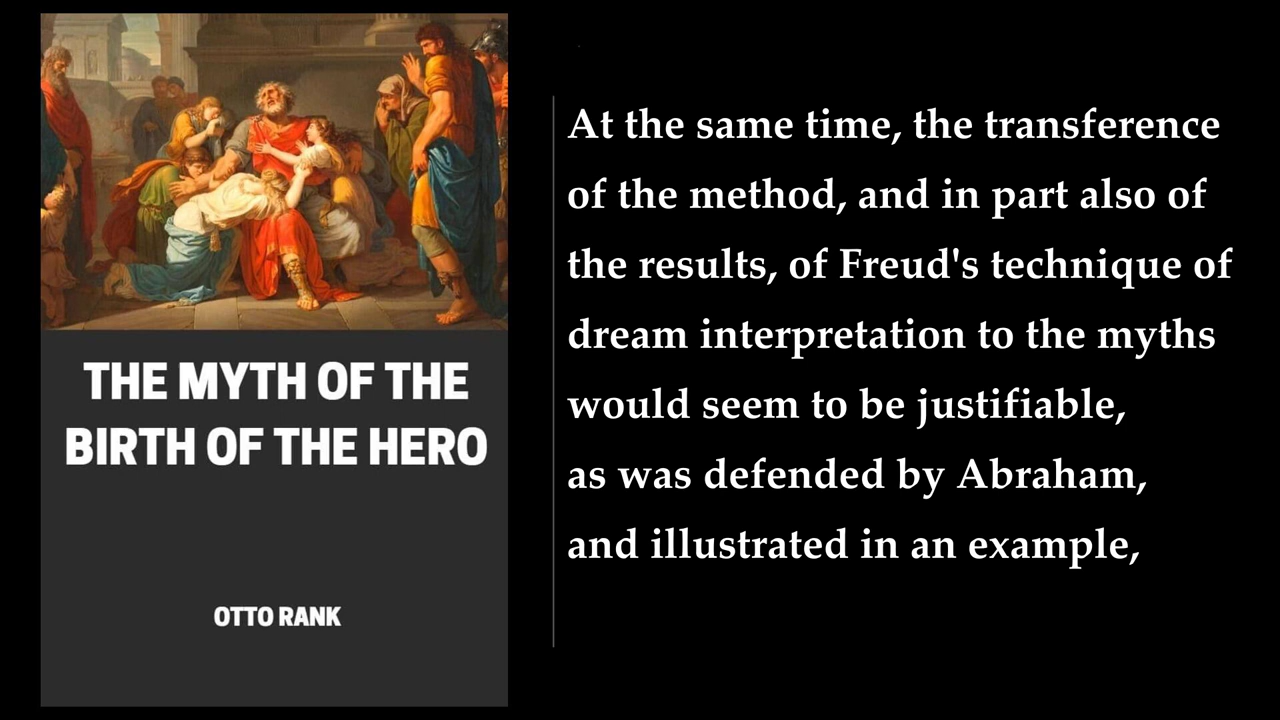 THE MYTH OF THE
BIRTH OF THE HERO
OTTO RANK
At the same time, the transference
of the method, and in part also of
the results, of Freud's technique of
dream interpretation to the myths
would seem to be justifiable,
as was defended by Abraham,
and illustrated in an example,